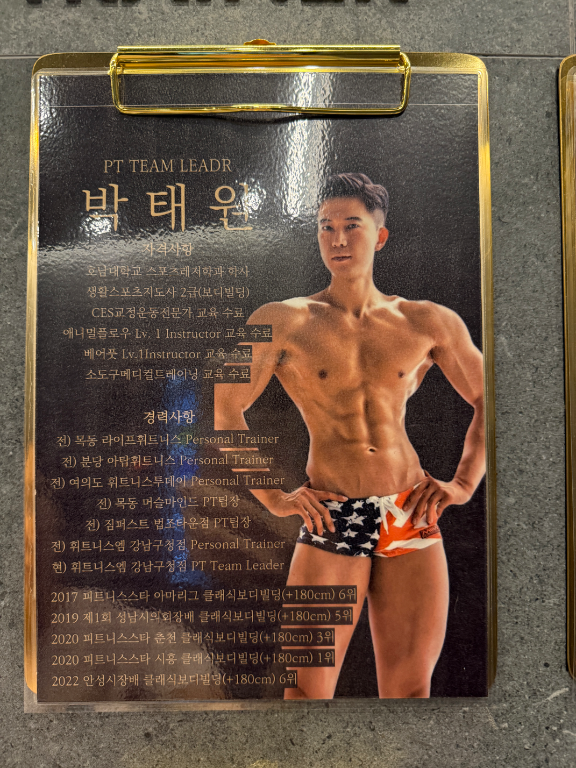 PT TEAM LEADR
박태원
자격사항
호남대학교 스포츠레저학과 학사
생활스포츠지도사 2급(보디빌딩)
CES교정운동전문가 교육 수료
애니멀플로우 Lv. 1 Instructor 교육 수료
베어풋 Lv.1Instructor 교육 수료
소도구메디컬트레이닝 교육 수료
경력사항
전) 목동 라이프휘트니스 Personal Trainer
전) 분당 아탑휘트니스 Personal Trainer
전) 여의도 휘트니스투데이 Personal Trainer
전) 목동 머슬마인드 PT팀장
전) 짐퍼스트 법조타운점 PT팀장
전) 휘트니스엠 강남구청점 Personal Trainer
현) 휘트니스엠 강남구청점 PT Team Leader
2017 피트니스스타 아마리그 클래식보디빌딩(+180cm) 6위
2019 제1회 성남시의회장배 클래식보디빌딩(+180cm) 5위
2020 피트니스스타 춘천 클래식보디빌딩(+180cm) 3위
2020 피트니스스타 시흥 클래식보디빌딩(+180cm) 1위
2022 안성시장배 클래식보디빌딩(+180cm) 6위